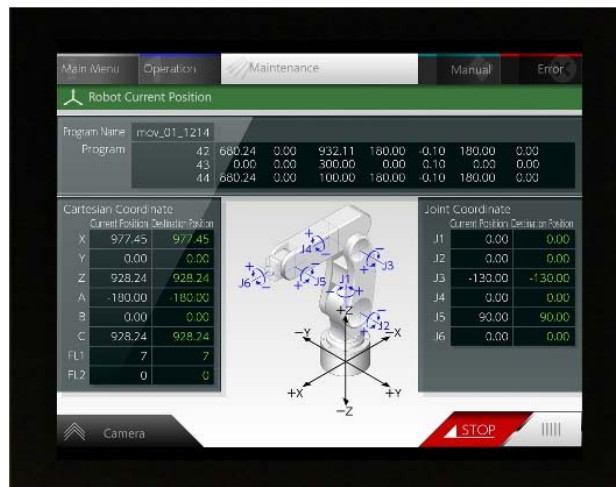 Main Menu Operation Maintenance Manual Error
Robot Current Position
Program Name mov_01_1214
Program 42 680.24 0.00 932.11 180.00 -0.10 180.00 0.00
43 0.00 0.00 300.00 0.00 0.10 0.00 0.00
44 680.24 0.00 100.00 180.00 -0.10 180.00 0.00
Cartesian Coordinate
Current Position Destination Position
X 977.45 977.45
Y 0.00 0.00
Z 928.24 928.24
A -180.00 -180.00
B 0.00 0.00
C 928.24 928.24
FL1 7 7
FL2 0 0
+ J4 −
− J3 +
+ J6 −
+ J5 −
J1 + −
+Z
− J2 +
−Y −X
+X +Y
−Z
Joint Coordinate
Current Position Destination Position
J1 0.00 0.00
J2 0.00 0.00
J3 -130.00 -130.00
J4 0.00 0.00
J5 90.00 90.00
J6 0.00 0.00
Camera STOP